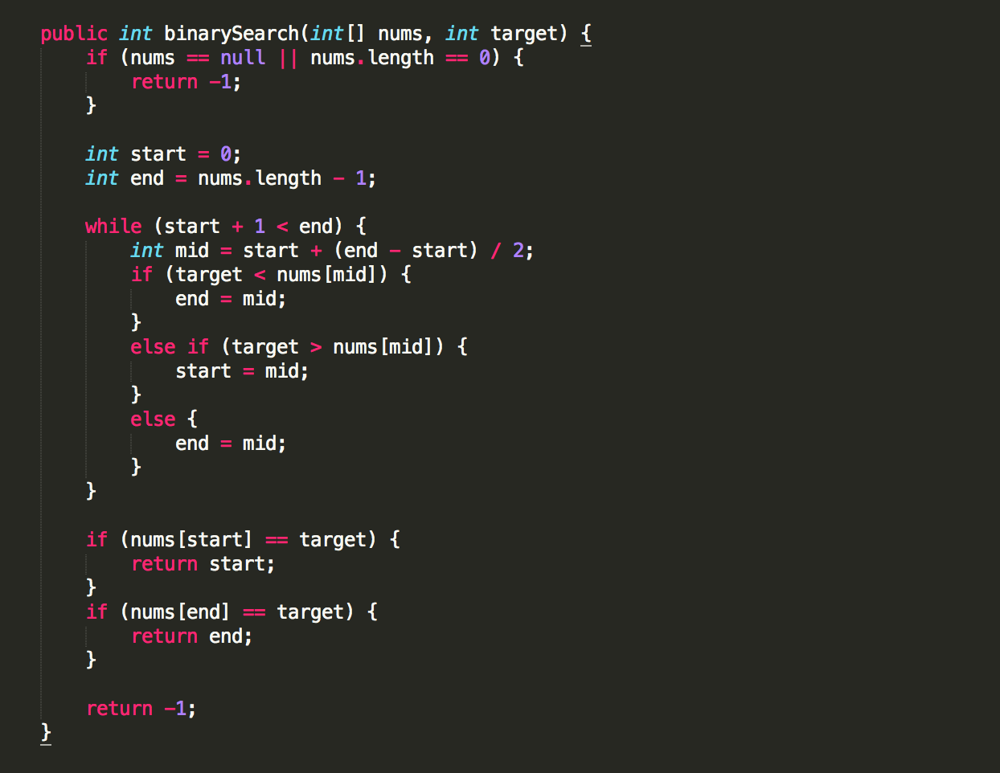 public int binarySearch(int[] nums, int target) {
    if (nums == null || nums.length == 0) {
        return -1;
    }

    int start = 0;
    int end = nums.length - 1;

    while (start + 1 < end) {
        int mid = start + (end - start) / 2;
        if (target < nums[mid]) {
            end = mid;
        }
        else if (target > nums[mid]) {
            start = mid;
        }
        else {
            end = mid;
        }
    }

    if (nums[start] == target) {
        return start;
    }
    if (nums[end] == target) {
        return end;
    }

    return -1;
}